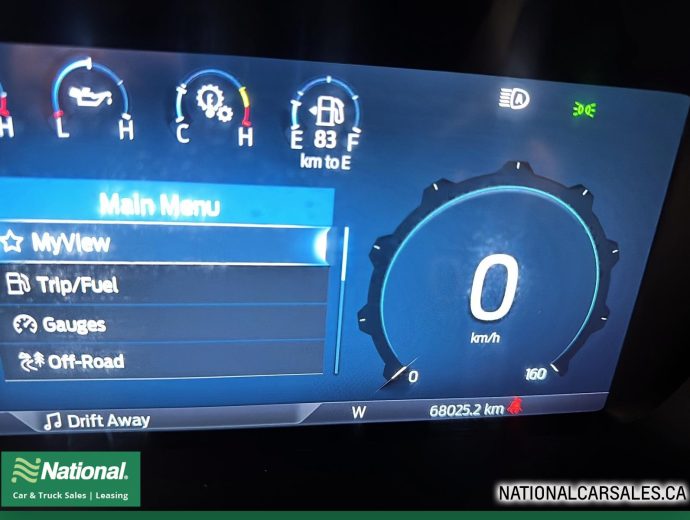 H
L H
C H
E 83 F
km to E
A
Main Menu
MyView
Trip/Fuel
Gauges
Off-Road
0
km/h
0 160
Drift Away
W
68025.2 km
National®
Car & Truck Sales | Leasing
NATIONALCARSALES.CA